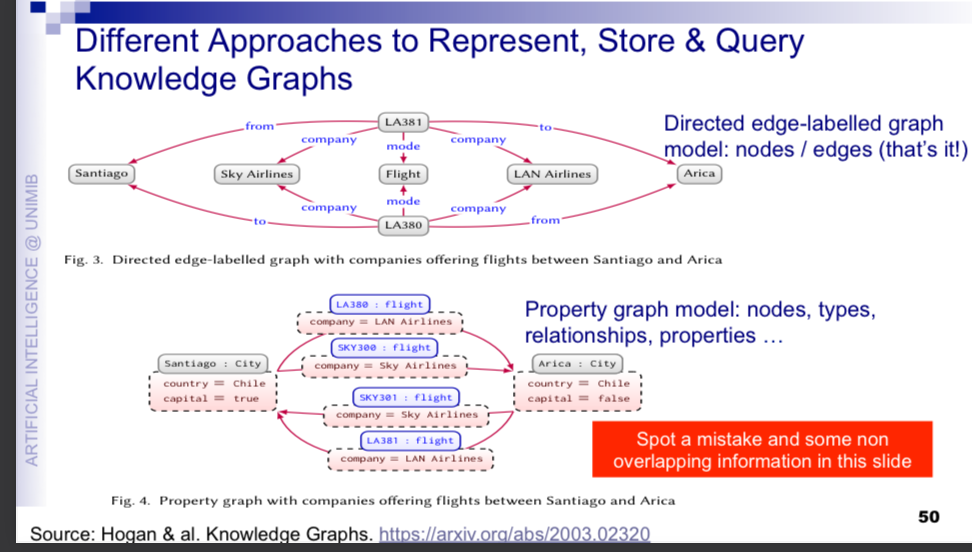 Different Approaches to Represent, Store & Query
Knowledge Graphs
ARTIFICIAL INTELLIGENCE @ UNIMIB
LA381
from
to
company
company
mode
Santiago
Sky Airlines
Flight
LAN Airlines
Arica
mode
company
company
to
from
LA380
Directed edge-labelled graph
model: nodes / edges (that's it!)
Fig. 3. Directed edge-labelled graph with companies offering flights between Santiago and Arica
LA380 : flight
company = LAN Airlines
SKY300 : flight
company = Sky Airlines
Santiago : City
country = Chile
capital = true
Arica : City
country = Chile
capital = false
SKY301 : flight
company = Sky Airlines
LA381 : flight
company = LAN Airlines
Property graph model: nodes, types,
relationships, properties …
Spot a mistake and some non
overlapping information in this slide
Fig. 4. Property graph with companies offering flights between Santiago and Arica
50
Source: Hogan & al. Knowledge Graphs. https://arxiv.org/abs/2003.02320